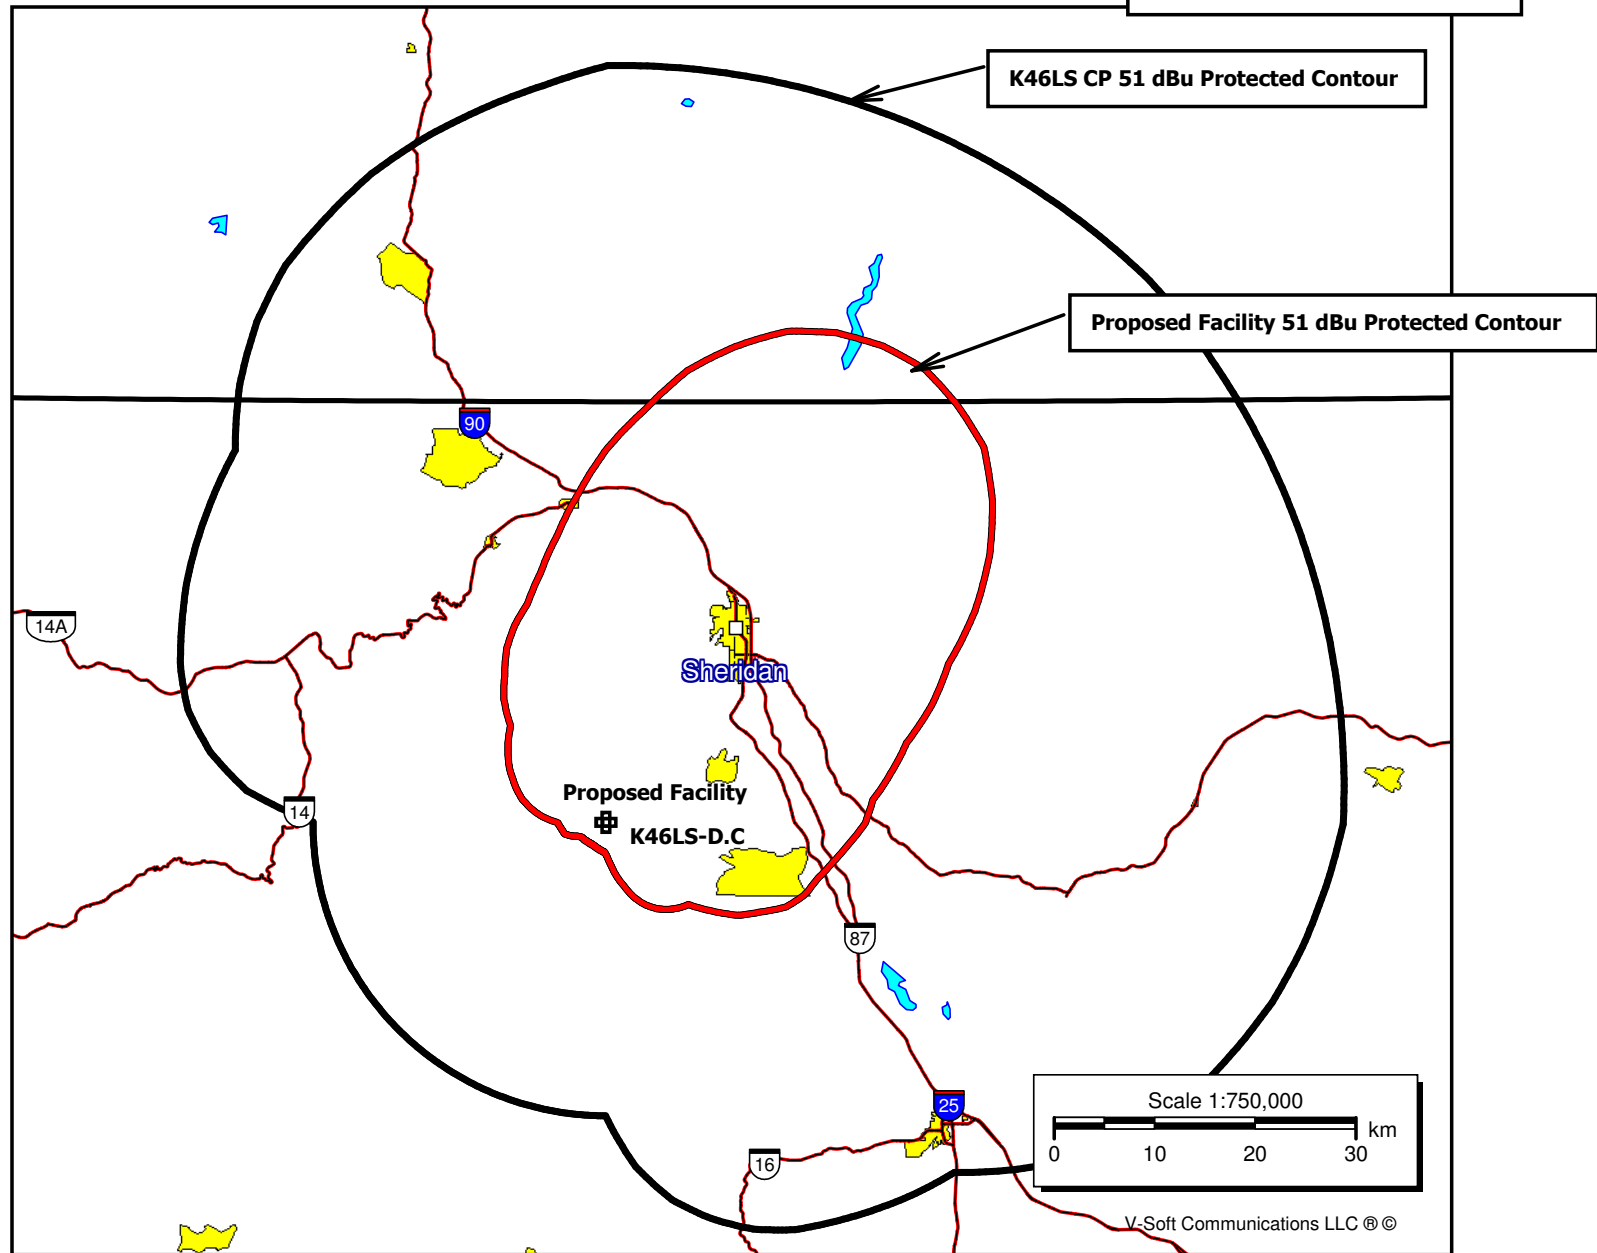 K46LS CP 51 dBu Protected Contour
Proposed Facility 51 dBu Protected Contour
90
14A
Sheridan
Proposed Facility
14
K46LS-D.C
87
25
Scale 1:750,000
km
0 10 20 30
16
V-Soft Communications LLC ® ©